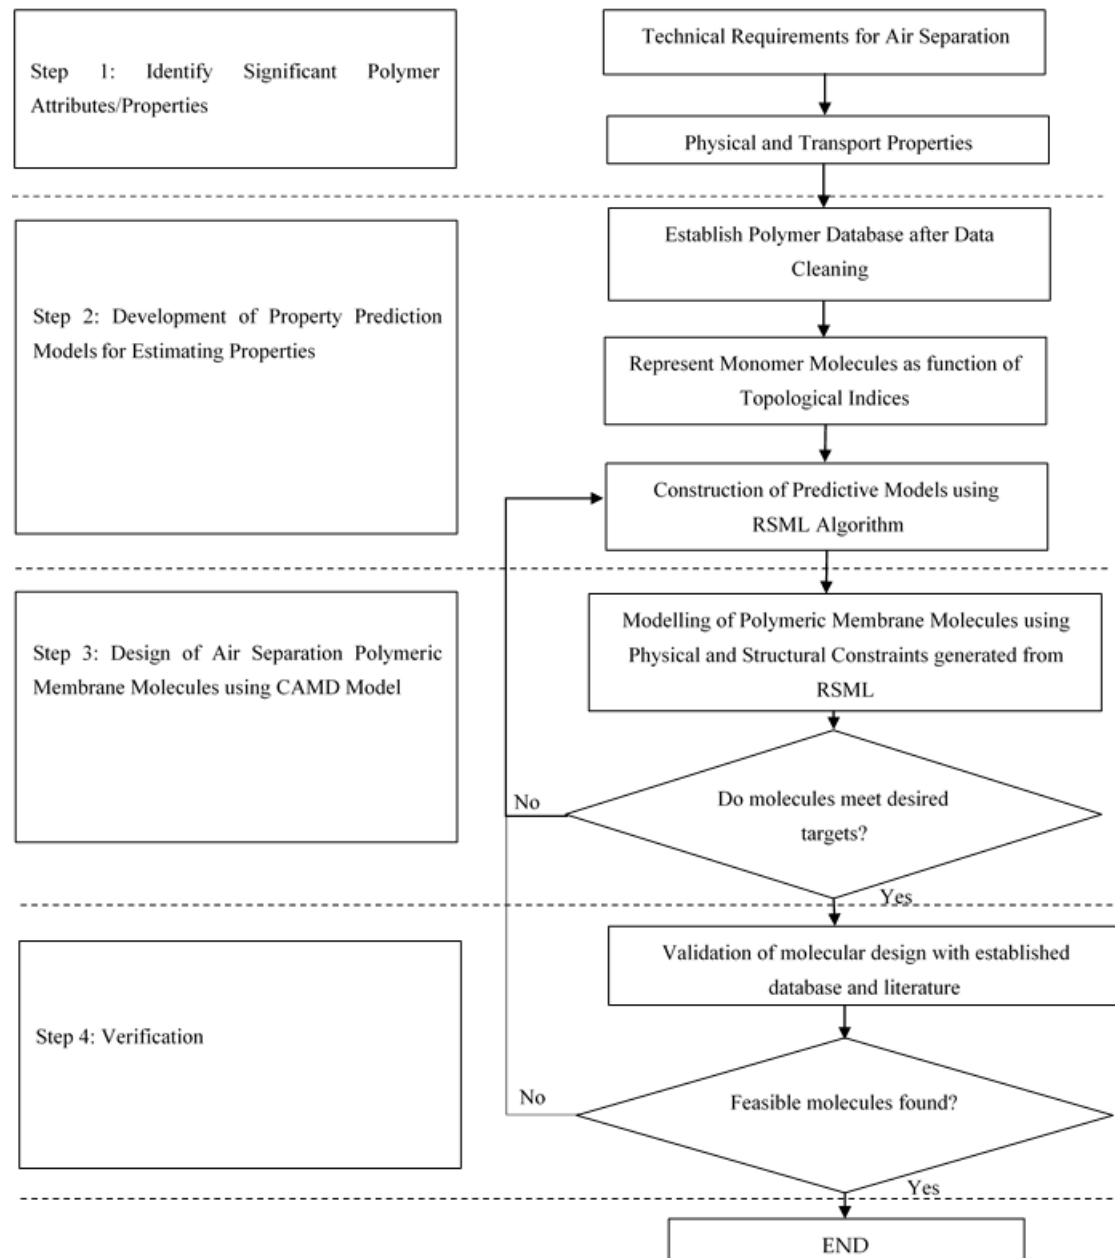 Step 1: Identify Significant Polymer
Attributes/Properties
Technical Requirements for Air Separation
Physical and Transport Properties
Step 2: Development of Property Prediction
Models for Estimating Properties
Establish Polymer Database after Data
Cleaning
Represent Monomer Molecules as function of
Topological Indices
Construction of Predictive Models using
RSML Algorithm
Step 3: Design of Air Separation Polymeric
Membrane Molecules using CAMD Model
Modelling of Polymeric Membrane Molecules using
Physical and Structural Constraints generated from
RSML
Do molecules meet desired
targets?
No
Yes
Step 4: Verification
Validation of molecular design with established
database and literature
Feasible molecules found?
No
Yes
END